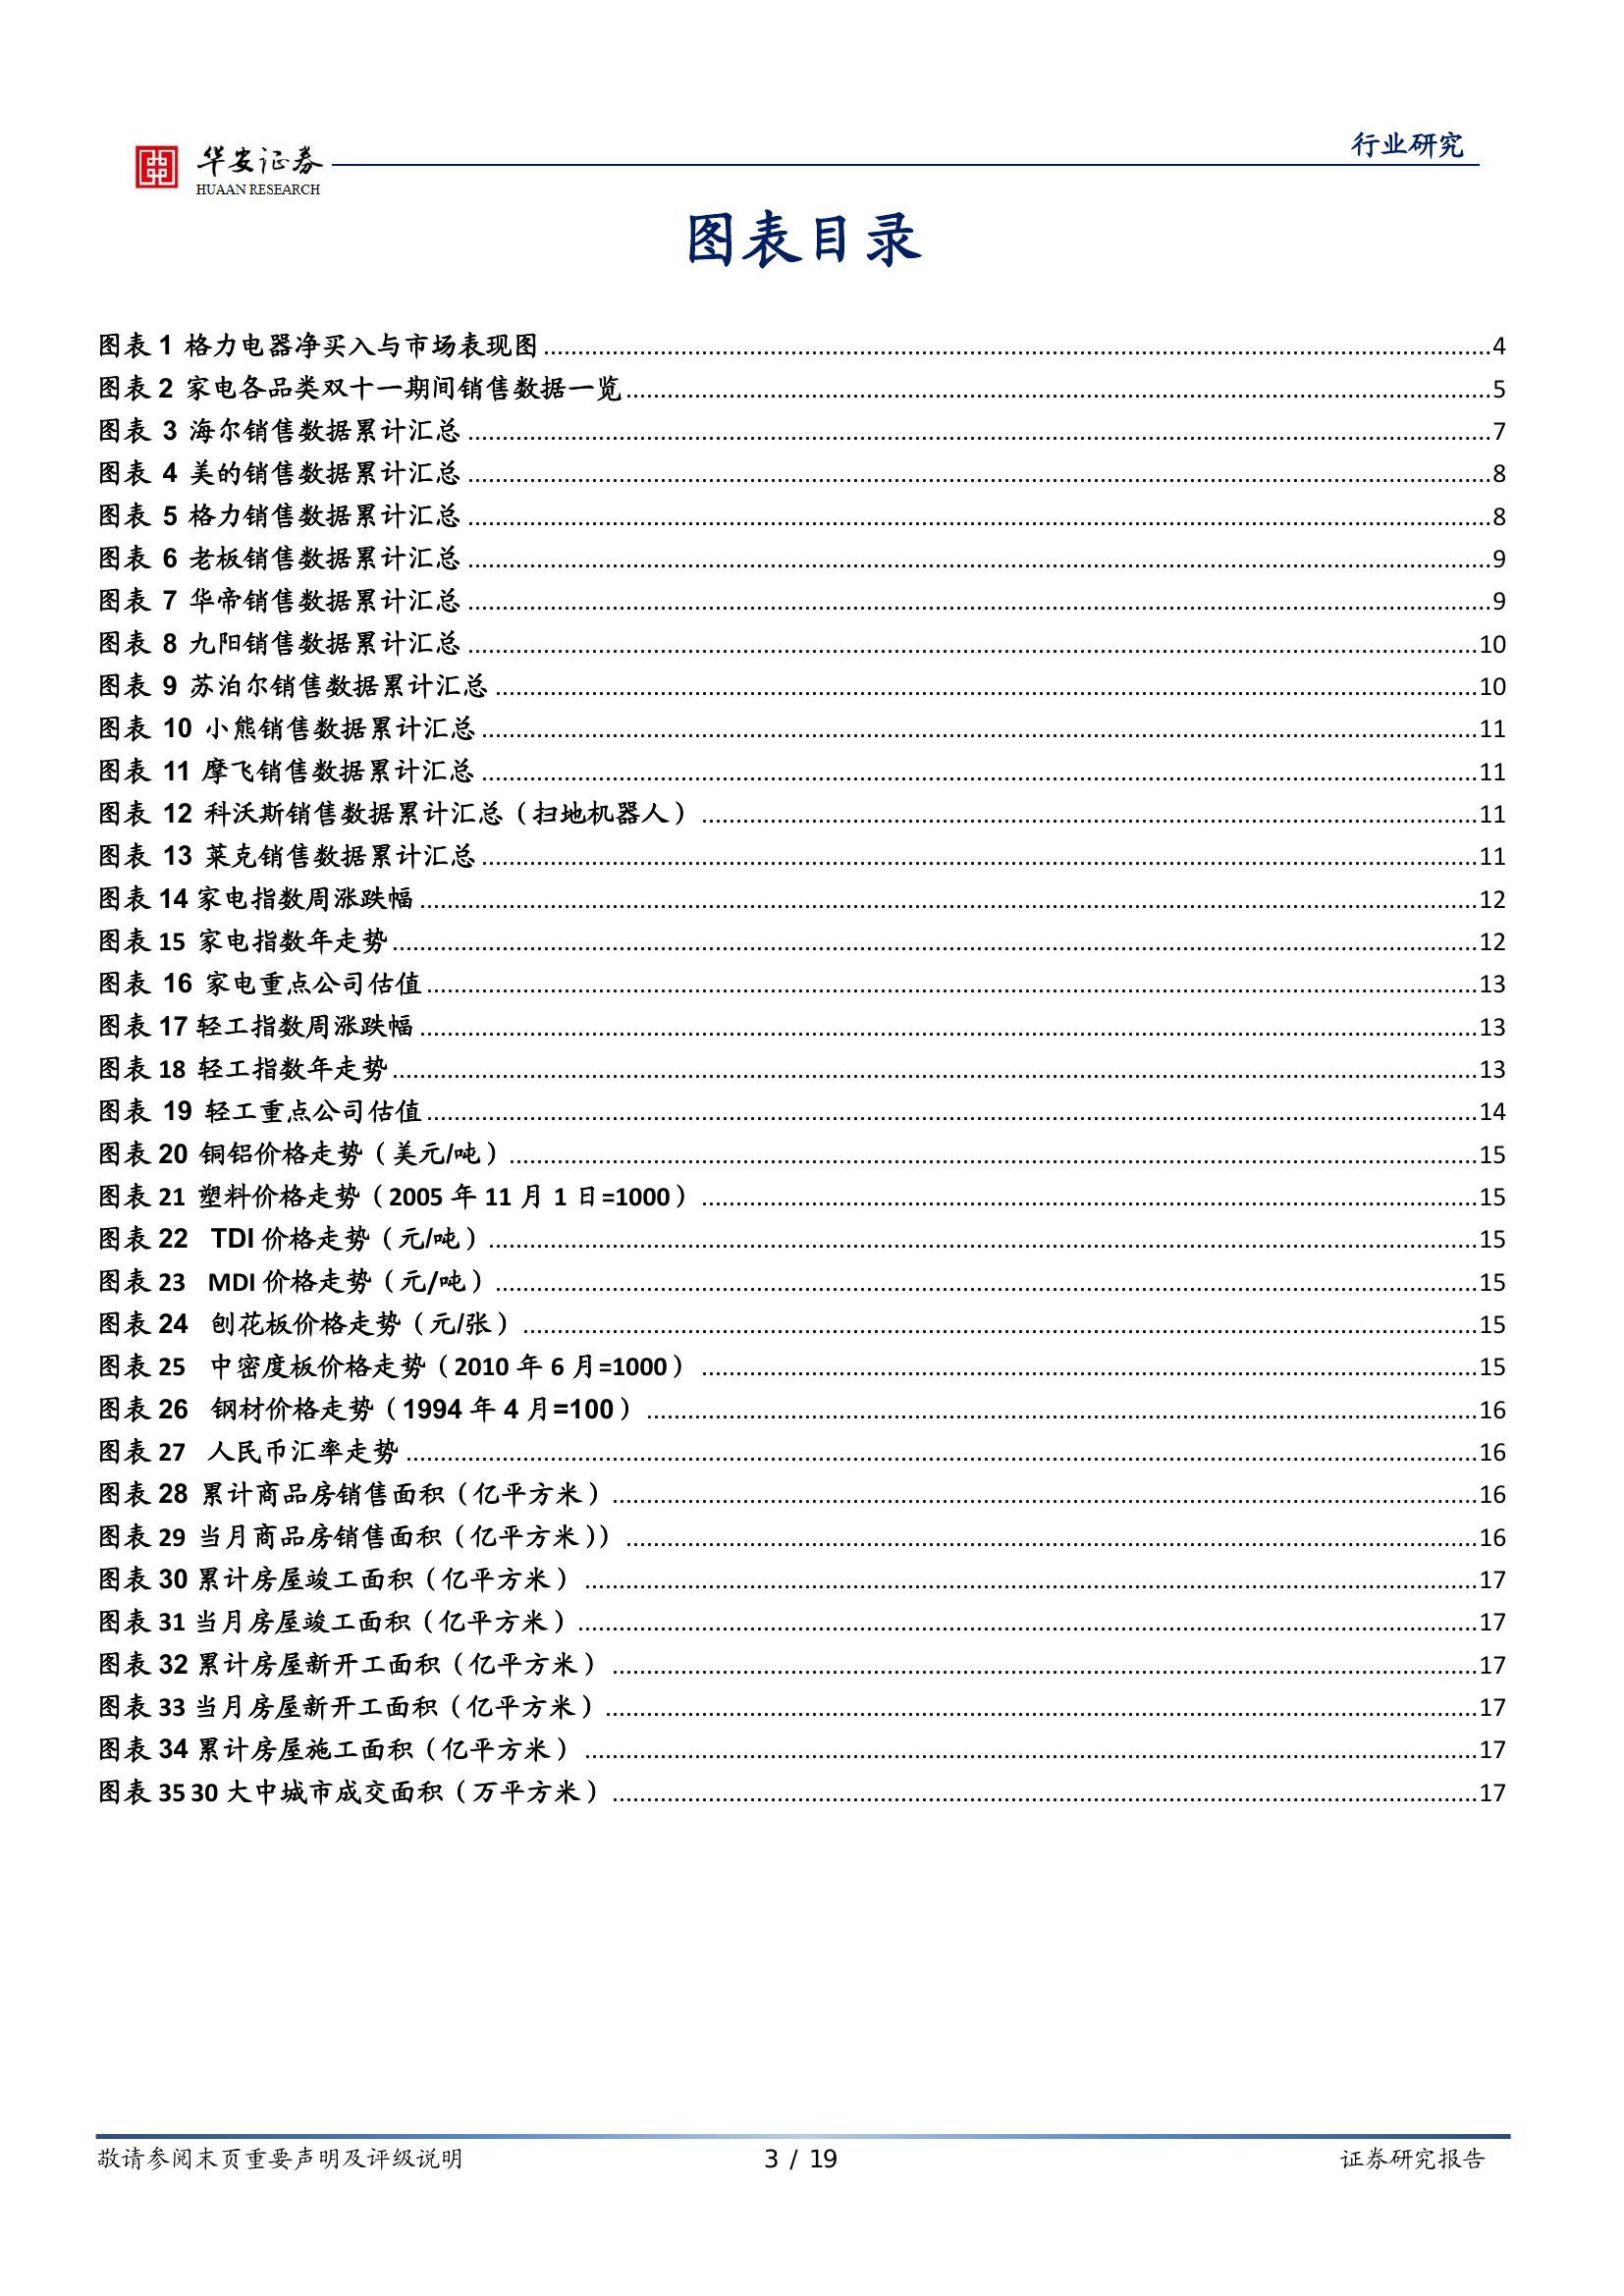 华安证券
HUAAN RESEARCH
行业研究
图表目录
图表 1 格力电器净买入与市场表现图 4
图表 2 家电各品类双十一期间销售数据一览 5
图表 3 海尔销售数据累计汇总 7
图表 4 美的销售数据累计汇总 8
图表 5 格力销售数据累计汇总 8
图表 6 老板销售数据累计汇总 9
图表 7 华帝销售数据累计汇总 9
图表 8 九阳销售数据累计汇总 10
图表 9 苏泊尔销售数据累计汇总 10
图表 10 小熊销售数据累计汇总 11
图表 11 摩飞销售数据累计汇总 11
图表 12 科沃斯销售数据累计汇总（扫地机器人） 11
图表 13 莱克销售数据累计汇总 11
图表 14 家电指数周涨跌幅 12
图表 15 家电指数年走势 12
图表 16 家电重点公司估值 13
图表 17 轻工指数周涨跌幅 13
图表 18 轻工指数年走势 13
图表 19 轻工重点公司估值 14
图表 20 铜铝价格走势（美元/吨） 15
图表 21 塑料价格走势（2005 年 11 月 1 日=1000） 15
图表 22 TDI 价格走势（元/吨） 15
图表 23 MDI 价格走势（元/吨） 15
图表 24 刨花板价格走势（元/张） 15
图表 25 中密度板价格走势（2010 年 6 月=1000） 15
图表 26 钢材价格走势（1994 年 4 月=100） 16
图表 27 人民币汇率走势 16
图表 28 累计商品房销售面积（亿平方米） 16
图表 29 当月商品房销售面积（亿平方米)） 16
图表 30 累计房屋竣工面积（亿平方米） 17
图表 31 当月房屋竣工面积（亿平方米） 17
图表 32 累计房屋新开工面积（亿平方米） 17
图表 33 当月房屋新开工面积（亿平方米） 17
图表 34 累计房屋施工面积（亿平方米） 17
图表 35 30 大中城市成交面积（万平方米） 17
敬请参阅末页重要声明及评级说明
3 / 19
证券研究报告